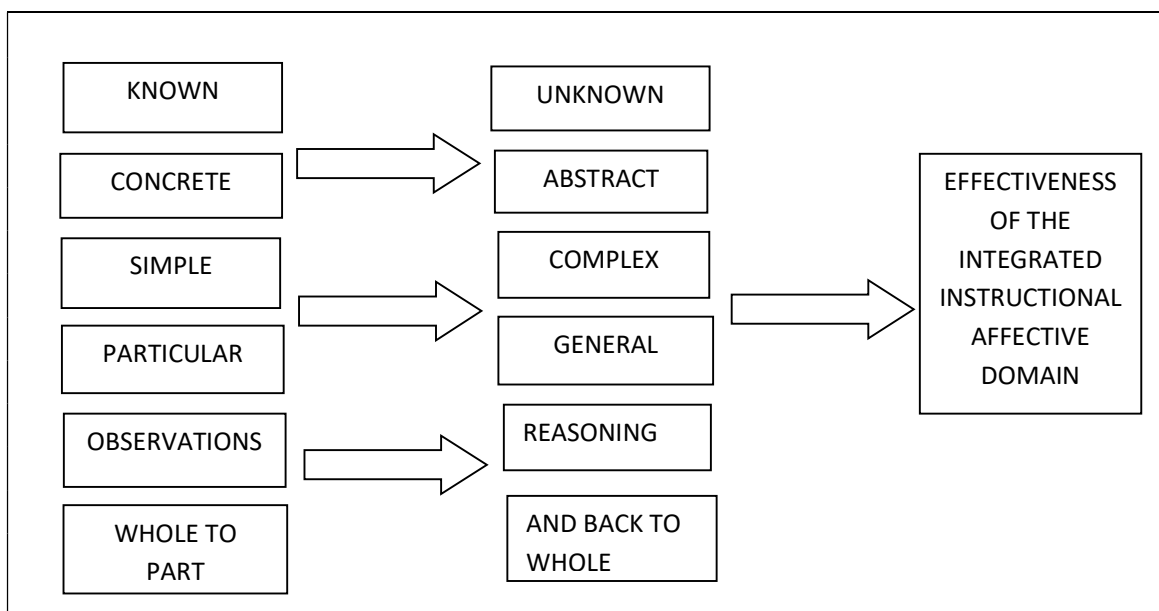 KNOWN
CONCRETE
SIMPLE
PARTICULAR
OBSERVATIONS
WHOLE TO
PART
UNKNOWN
ABSTRACT
COMPLEX
GENERAL
REASONING
AND BACK TO
WHOLE
EFFECTIVENESS
OF THE
INTEGRATED
INSTRUCTIONAL
AFFECTIVE
DOMAIN